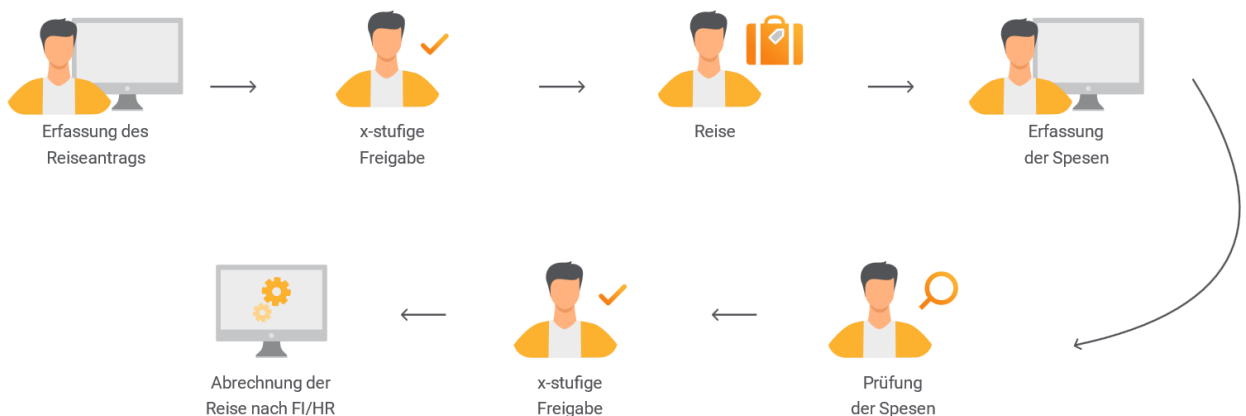 Erfassung des
Reiseantrags
x-stufige
Freigabe
Reise
Erfassung
der Spesen
Abrechnung der
Reise nach FI/HR
x-stufige
Freigabe
Prüfung
der Spesen